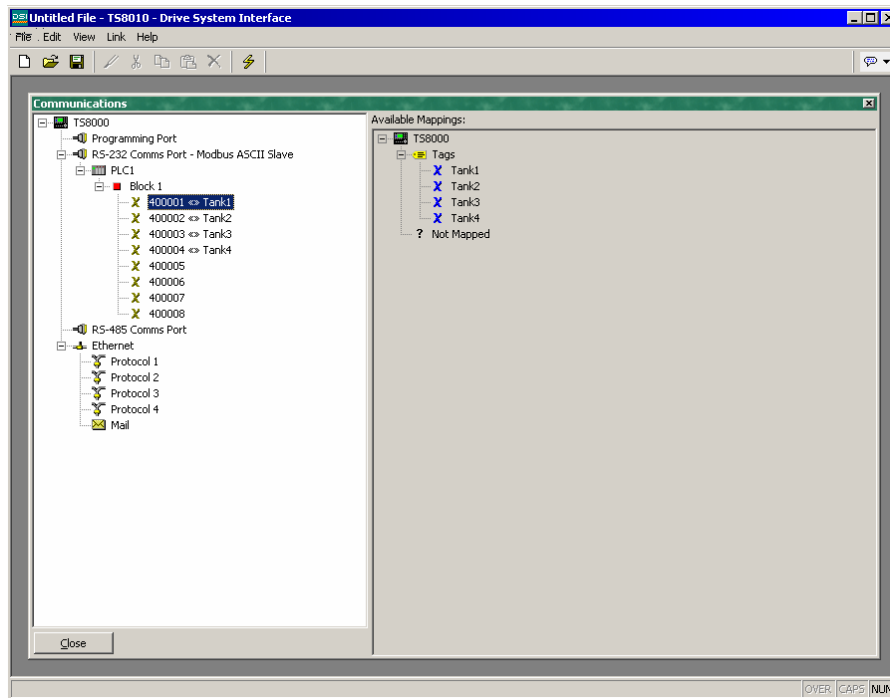 DSI Untitled File - TS8010 - Drive System Interface
File Edit View Link Help
Communications
TS8000
Programming Port
RS-232 Comms Port - Modbus ASCII Slave
PLC1
Block 1
400001 <> Tank1
400002 <> Tank2
400003 <> Tank3
400004 <> Tank4
400005
400006
400007
400008
RS-485 Comms Port
Ethernet
Protocol 1
Protocol 2
Protocol 3
Protocol 4
Mail
Close
Available Mappings:
TS8000
Tags
X Tank1
X Tank2
X Tank3
X Tank4
? Not Mapped
OVER CAPS NUM